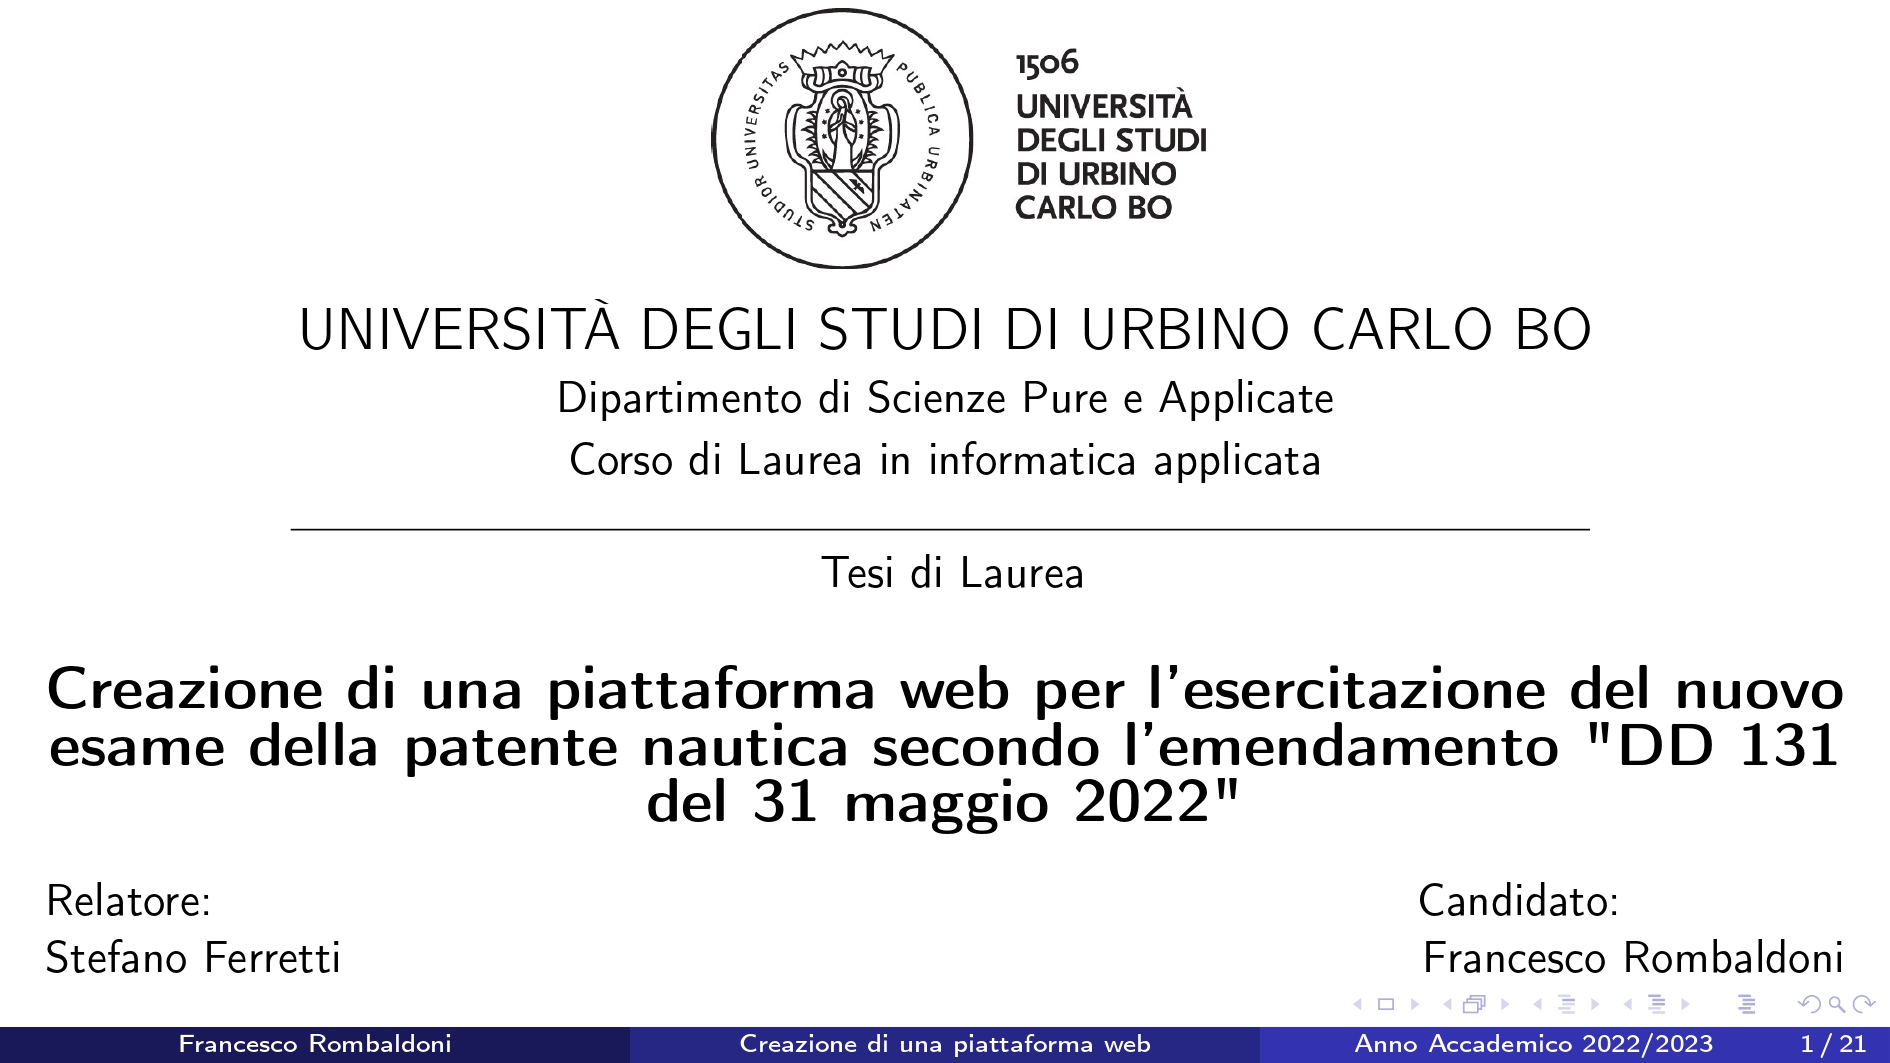 STUDIOR UNIVERSITAS PUBLICA URBINATEN
1506
UNIVERSITÀ
DEGLI STUDI
DI URBINO
CARLO BO
UNIVERSITÀ DEGLI STUDI DI URBINO CARLO BO
Dipartimento di Scienze Pure e Applicate
Corso di Laurea in informatica applicata
Tesi di Laurea
Creazione di una piattaforma web per l'esercitazione del nuovo
esame della patente nautica secondo l'emendamento "DD 131
del 31 maggio 2022"
Relatore:
Candidato:
Stefano Ferretti
Francesco Rombaldoni
Francesco Rombaldoni
Creazione di una piattaforma web
Anno Accademico 2022/2023
1 / 21